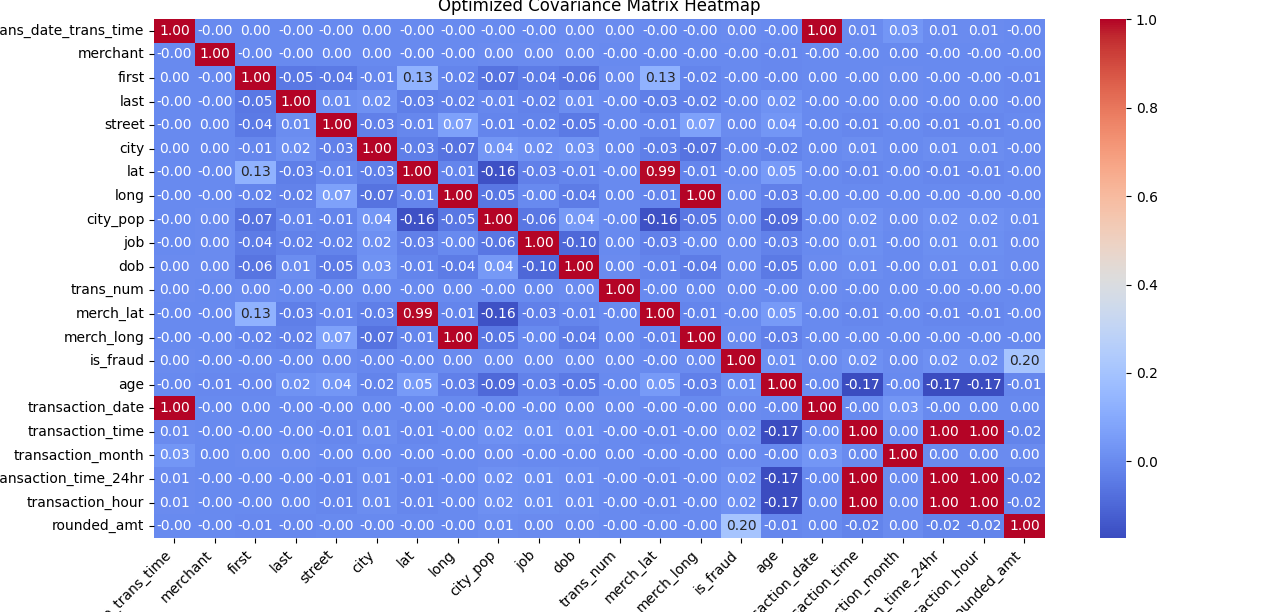 Optimized Covariance Matrix Heatmap
ans_date_trans_time 1.00 -0.00 0.00 -0.00 -0.00 0.00 -0.00 -0.00 -0.00 -0.00 0.00 0.00 -0.00 -0.00 0.00 -0.00 1.00 0.01 0.03 0.01 0.01 -0.00
merchant -0.00 1.00 -0.00 -0.00 -0.00 0.00 -0.00 -0.00 0.00 0.00 0.00 -0.00 -0.00 -0.00 -0.00 -0.01 -0.00 -0.00 0.00 -0.00 -0.00 -0.00
first 0.00 -0.00 1.00 -0.05 -0.04 -0.01 0.13 -0.02 -0.07 -0.04 -0.06 0.00 0.13 -0.02 -0.00 -0.00 0.00 -0.00 0.00 -0.00 -0.00 -0.01
last -0.00 -0.00 -0.05 1.00 0.01 0.02 -0.03 -0.02 -0.01 -0.02 0.01 -0.00 -0.03 -0.02 -0.00 0.02 -0.00 -0.00 0.00 -0.00 0.00 -0.00
street -0.00 -0.00 -0.04 0.01 1.00 -0.03 -0.01 0.07 -0.01 -0.02 -0.05 -0.00 -0.01 0.07 0.00 0.04 -0.00 -0.01 0.00 -0.01 -0.01 -0.00
city 0.00 0.00 -0.01 0.02 -0.03 1.00 -0.03 -0.07 0.04 0.02 0.03 0.00 -0.03 -0.07 -0.00 -0.02 0.00 0.01 0.00 0.01 0.01 -0.00
lat -0.00 -0.00 0.13 -0.03 -0.01 -0.03 1.00 -0.01 -0.16 -0.03 -0.01 -0.00 0.99 -0.01 -0.00 0.05 -0.00 -0.01 0.00 -0.01 -0.01 -0.00
long -0.00 -0.00 -0.02 -0.02 0.07 -0.07 -0.01 1.00 -0.05 -0.00 -0.04 0.00 -0.01 1.00 0.00 -0.03 -0.00 -0.00 0.00 -0.00 -0.00 -0.00
city_pop -0.00 0.00 -0.07 -0.01 -0.01 0.04 -0.16 -0.05 1.00 -0.06 0.04 -0.00 -0.16 -0.05 0.00 -0.09 -0.00 0.02 -0.00 0.02 0.02 0.01
job -0.00 0.00 -0.04 -0.02 -0.02 0.02 -0.03 -0.00 -0.06 1.00 -0.10 0.00 -0.03 -0.00 0.00 -0.03 -0.00 0.01 -0.00 0.01 0.01 0.00
dob 0.00 0.00 -0.06 0.01 -0.05 0.03 -0.01 -0.04 0.04 -0.10 1.00 0.00 -0.01 -0.04 0.00 -0.05 0.00 0.01 -0.00 0.01 0.01 0.00
trans_num 0.00 -0.00 0.00 -0.00 -0.00 0.00 -0.00 0.00 -0.00 0.00 0.00 1.00 -0.00 0.00 -0.00 -0.00 0.00 0.00 0.00 0.00 0.00 0.00
merch_lat -0.00 -0.00 0.13 -0.03 -0.01 -0.03 0.99 -0.01 -0.16 -0.03 -0.01 -0.00 1.00 -0.01 -0.00 0.05 -0.00 -0.01 0.00 -0.01 -0.01 -0.00
merch_long -0.00 -0.00 -0.02 -0.02 0.07 -0.07 -0.01 1.00 -0.05 -0.00 -0.04 0.00 -0.01 1.00 0.00 -0.03 -0.00 -0.00 0.00 -0.00 -0.00 -0.00
is_fraud 0.00 -0.00 -0.00 -0.00 0.00 -0.00 -0.00 0.00 0.00 0.00 0.00 -0.00 -0.00 0.00 1.00 0.01 0.00 0.02 0.00 0.02 0.02 0.20
age -0.00 -0.01 -0.00 0.02 0.04 -0.02 0.05 -0.03 -0.09 -0.03 -0.05 -0.00 0.05 -0.03 0.01 1.00 -0.00 -0.17 -0.00 -0.17 -0.17 -0.01
transaction_date 1.00 -0.00 0.00 -0.00 -0.00 0.00 -0.00 -0.00 -0.00 -0.00 0.00 0.00 -0.00 -0.00 0.00 -0.00 1.00 -0.00 0.03 -0.00 0.00 0.00
transaction_time 0.01 -0.00 -0.00 -0.00 -0.01 0.01 -0.01 -0.00 0.02 0.01 0.01 0.00 -0.01 -0.00 0.02 -0.17 -0.00 1.00 0.00 1.00 1.00 -0.02
transaction_month 0.03 0.00 0.00 0.00 0.00 0.00 0.00 0.00 -0.00 -0.00 -0.00 0.00 0.00 0.00 0.00 -0.00 0.03 0.00 1.00 0.00 0.00 0.00
ansaction_time_24hr 0.01 -0.00 -0.00 -0.00 -0.01 0.01 -0.01 -0.00 0.02 0.01 0.01 0.00 -0.01 -0.00 0.02 -0.17 -0.00 1.00 0.00 1.00 1.00 -0.02
transaction_hour 0.01 -0.00 -0.00 0.00 -0.01 0.01 -0.01 -0.00 0.02 0.01 0.01 0.00 -0.01 -0.00 0.02 -0.17 0.00 1.00 0.00 1.00 1.00 -0.02
rounded_amt -0.00 -0.00 -0.01 -0.00 -0.00 -0.00 -0.00 -0.00 0.01 0.00 0.00 0.00 -0.00 -0.00 0.20 -0.01 0.00 -0.02 0.00 -0.02 -0.02 1.00
_trans_time merchant first last street city lat long city_pop job dob trans_num merch_lat merch_long is_fraud age saction_date saction_time ction_month n_time_24hr saction_hour ounded_amt
1.0
0.8
0.6
0.4
0.2
0.0